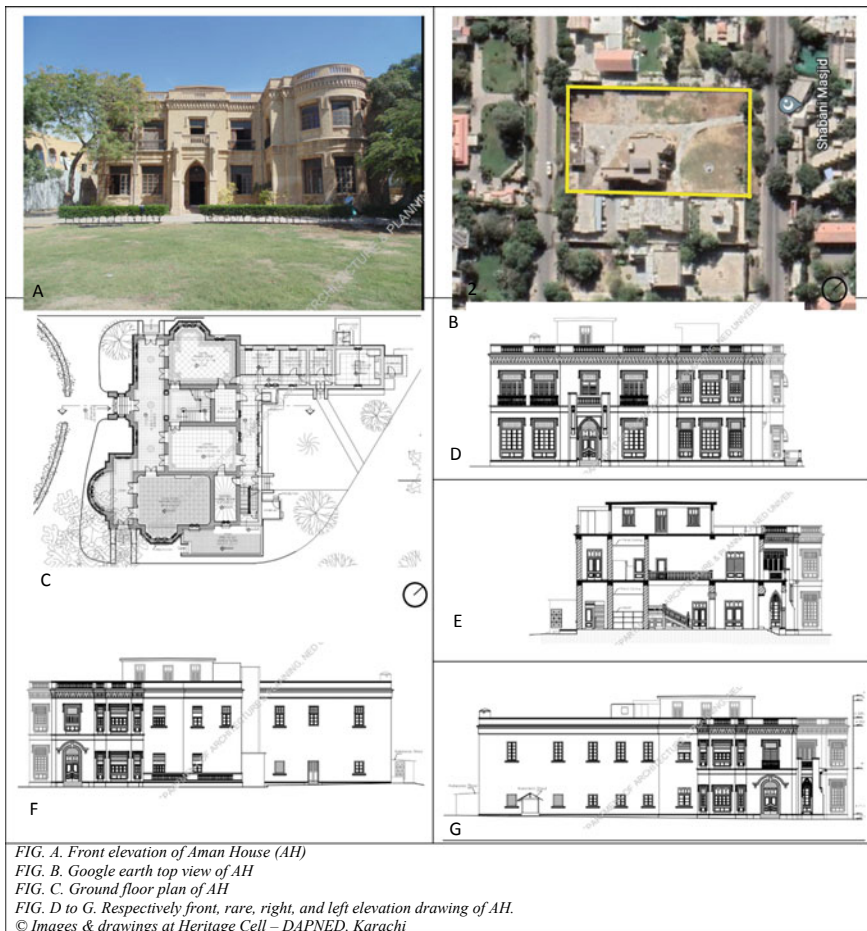 A
Shabani Masjid
2
B
C
D
E
F
G
FIG. A. Front elevation of Aman House (AH)
FIG. B. Google earth top view of AH
FIG. C. Ground floor plan of AH
FIG. D to G. Respectively front, rare, right, and left elevation drawing of AH.
© Images & drawings at Heritage Cell – DAPNED, Karachi